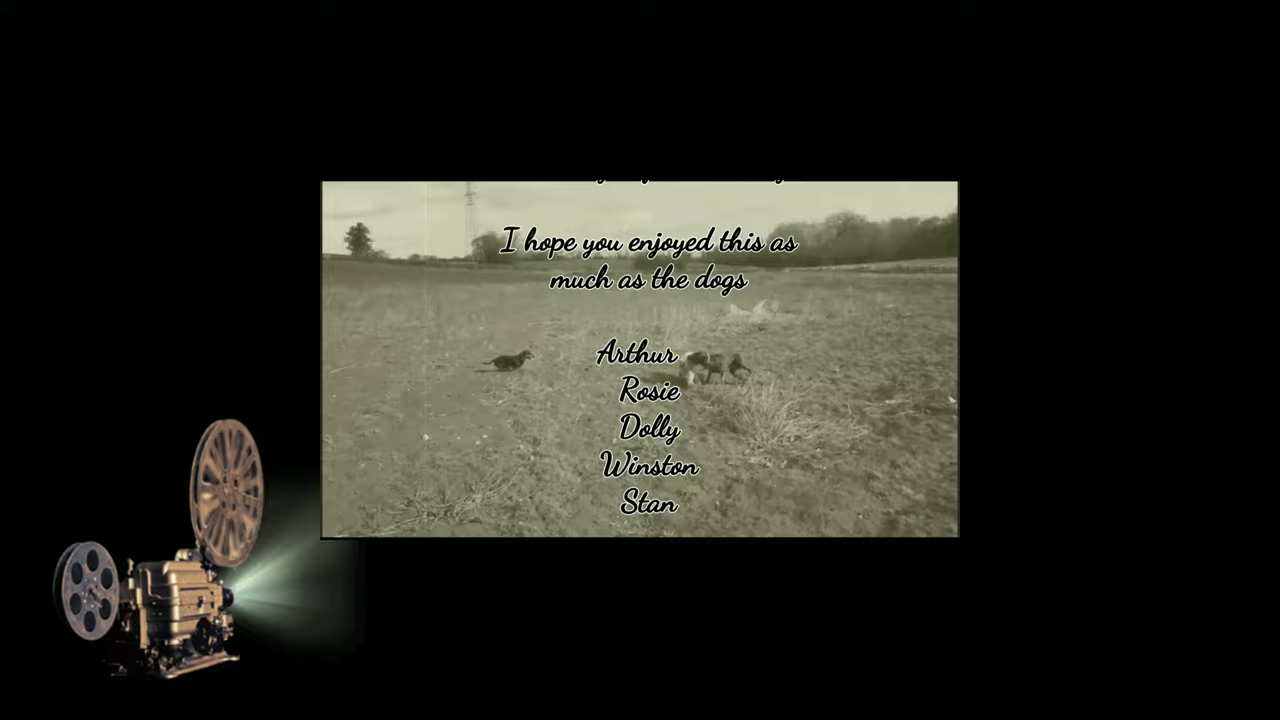 I hope you enjoyed this as
much as the dogs
Arthur
Rosie
Dolly
Winston
Stan